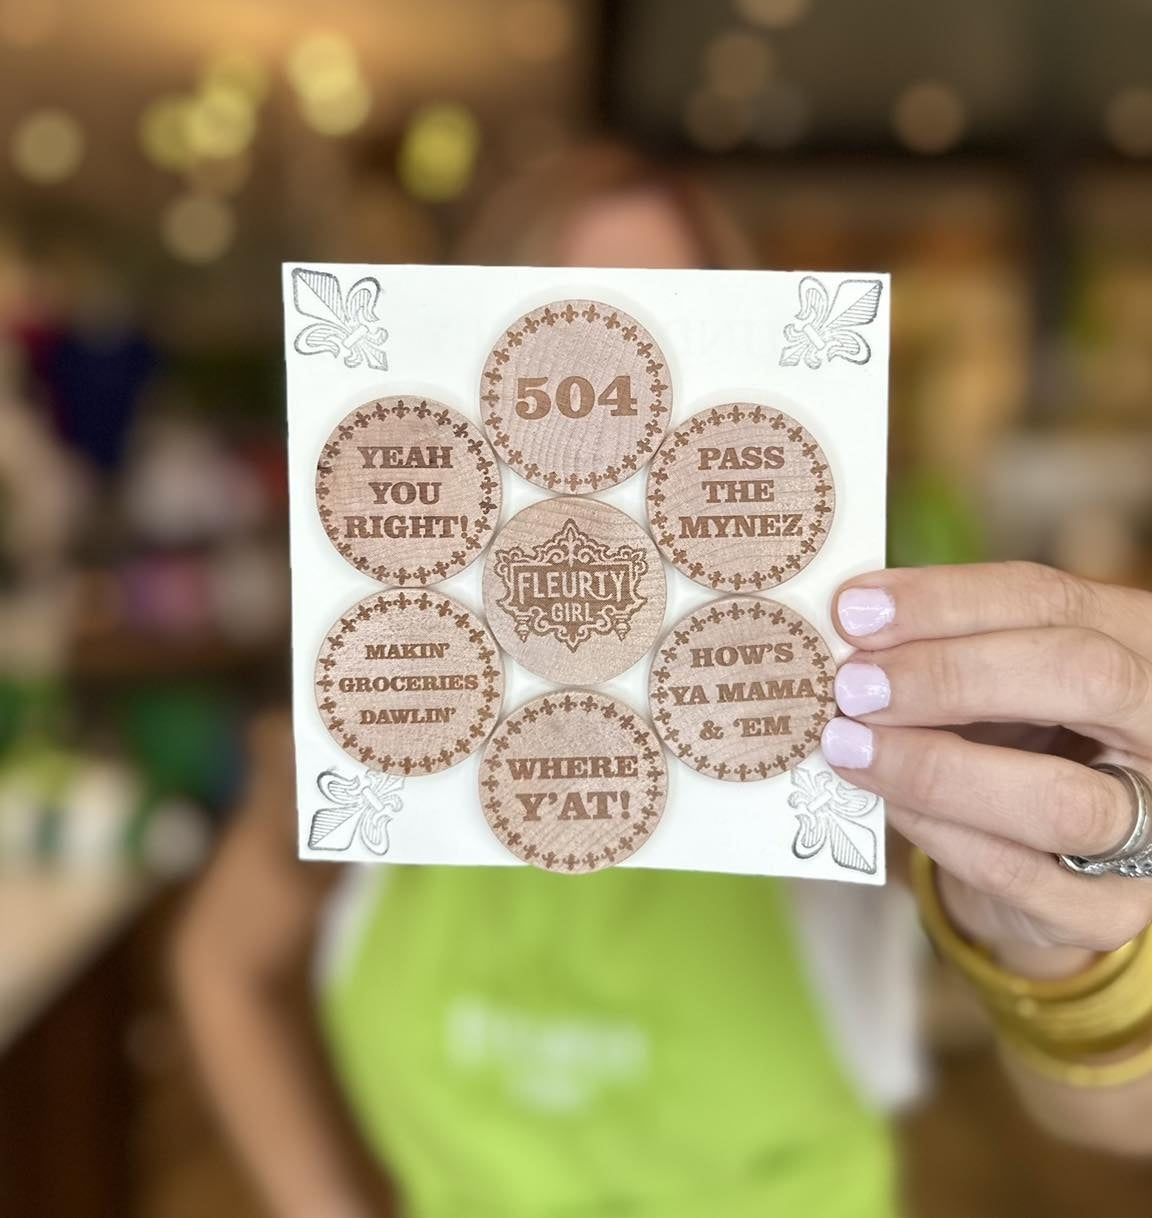 504
YEAH
YOU
RIGHT!
PASS
THE
MYNEZ
FLEURTY
GIRL
MAKIN'
GROCERIES
DAWLIN'
HOW'S
YA MAMA
& 'EM
WHERE
Y'AT!